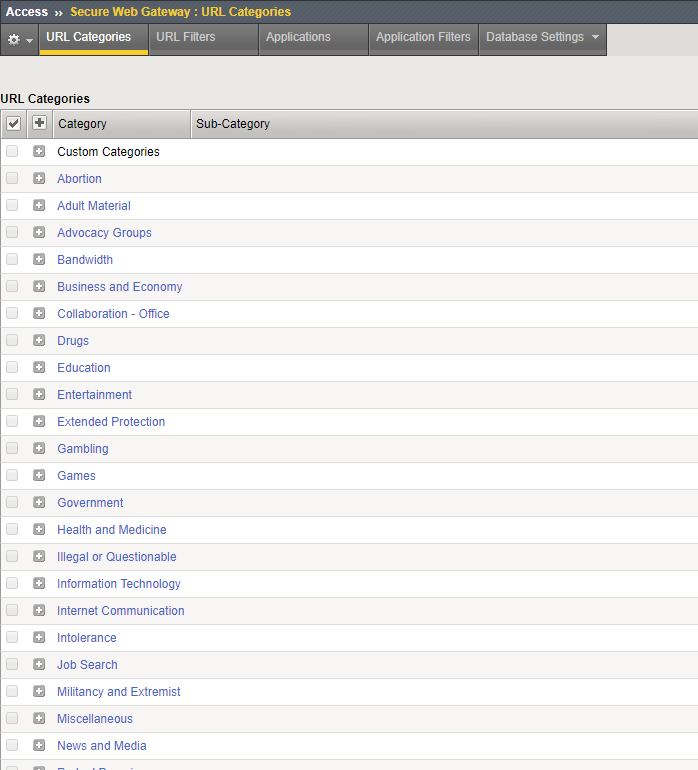 Access ›› Secure Web Gateway : URL Categories
URL Categories URL Filters Applications Application Filters Database Settings
URL Categories
Category Sub-Category
Custom Categories
Abortion
Adult Material
Advocacy Groups
Bandwidth
Business and Economy
Collaboration - Office
Drugs
Education
Entertainment
Extended Protection
Gambling
Games
Government
Health and Medicine
Illegal or Questionable
Information Technology
Internet Communication
Intolerance
Job Search
Militancy and Extremist
Miscellaneous
News and Media